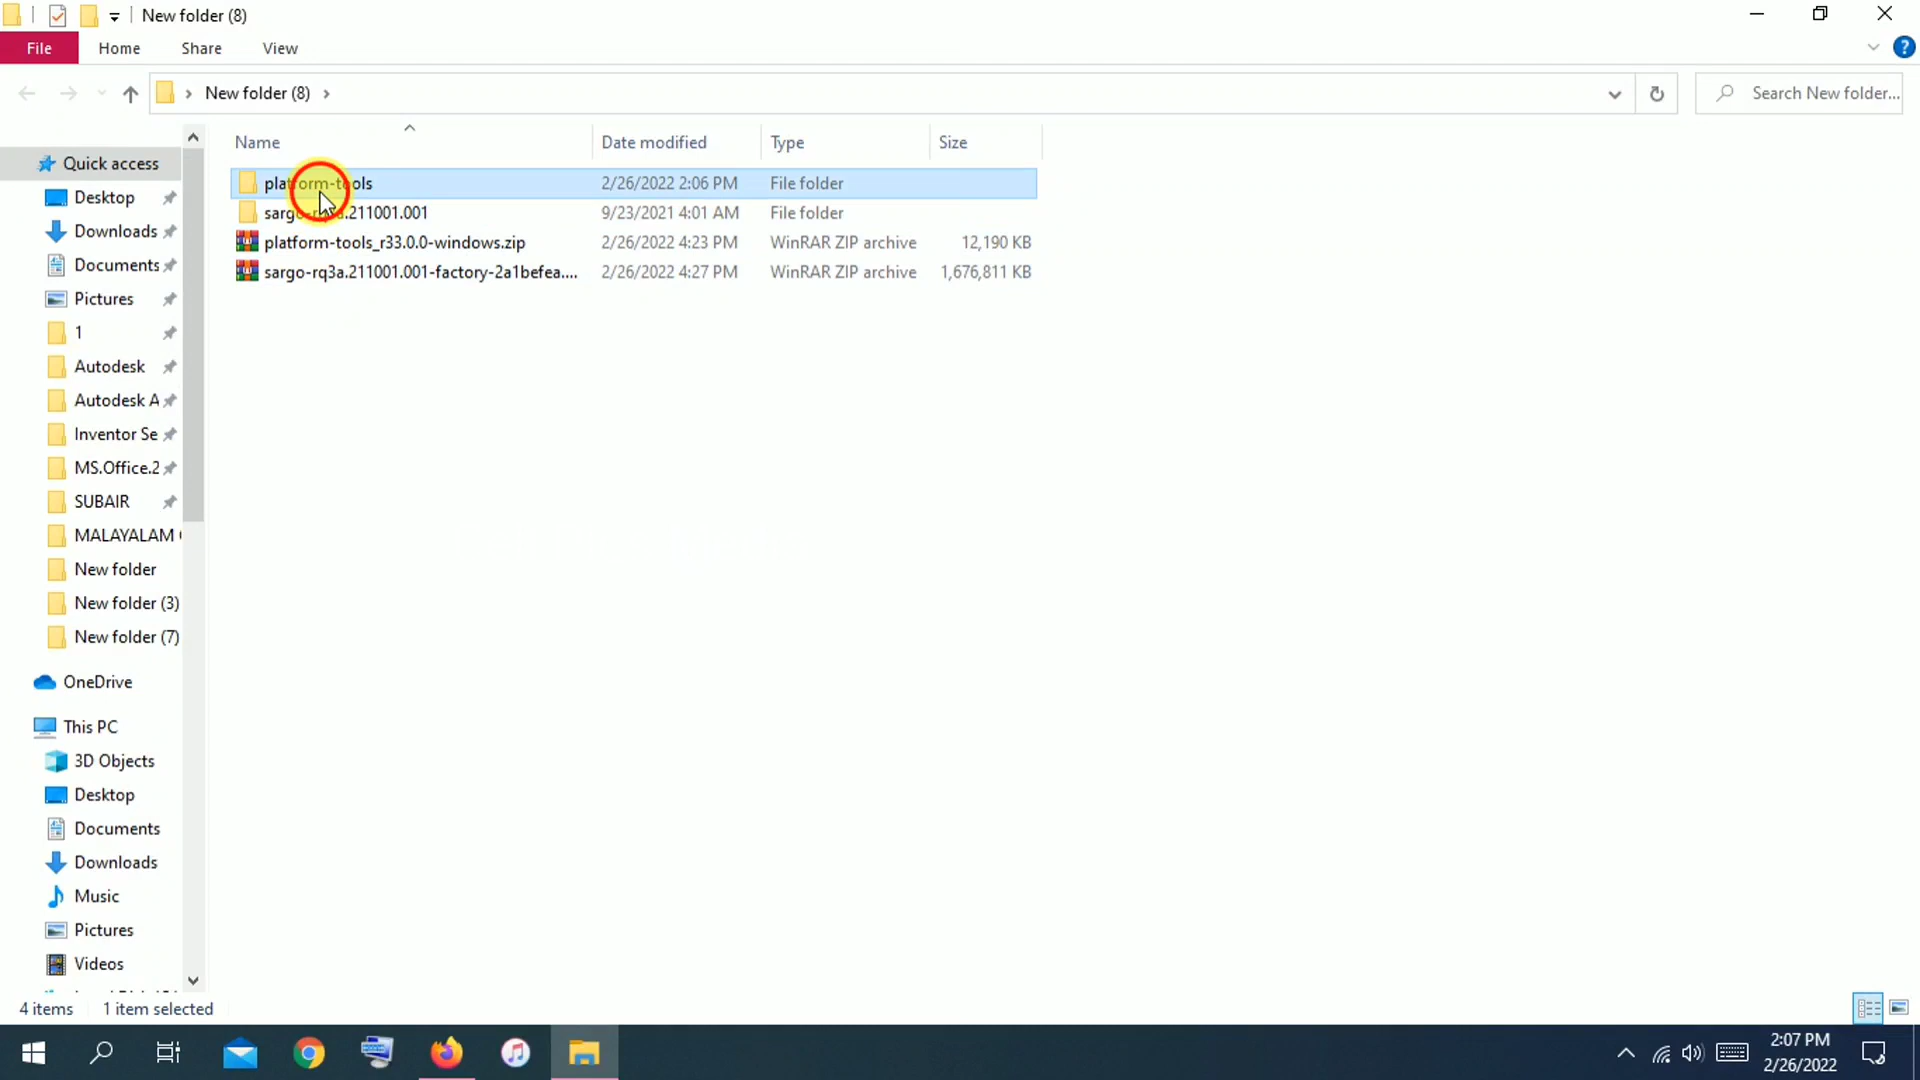 New folder (8)
File Home Share View
New folder (8) Search New folder...
Name Date modified Type Size
platform-tools 2/26/2022 2:06 PM File folder
211001.001 9/23/2021 4:01 AM File folder
platform-tools_r33.0.0-windows.zip 2/26/2022 4:23 PM WinRAR ZIP archive 12,190 KB
sargo-rq3a.211001.001-factory-2a1befea.... 2/26/2022 4:27 PM WinRAR ZIP archive 1,676,811 KB
Quick access
Desktop
Downloads
Documents
Pictures
1
Autodesk
Autodesk A
Inventor Se
MS.Office.2
SUBAIR
MALAYALAM
New folder
New folder (3)
New folder (7)
OneDrive
This PC
3D Objects
Desktop
Documents
Downloads
Music
Pictures
Videos
4 items 1 item selected
2:07 PM
2/26/2022